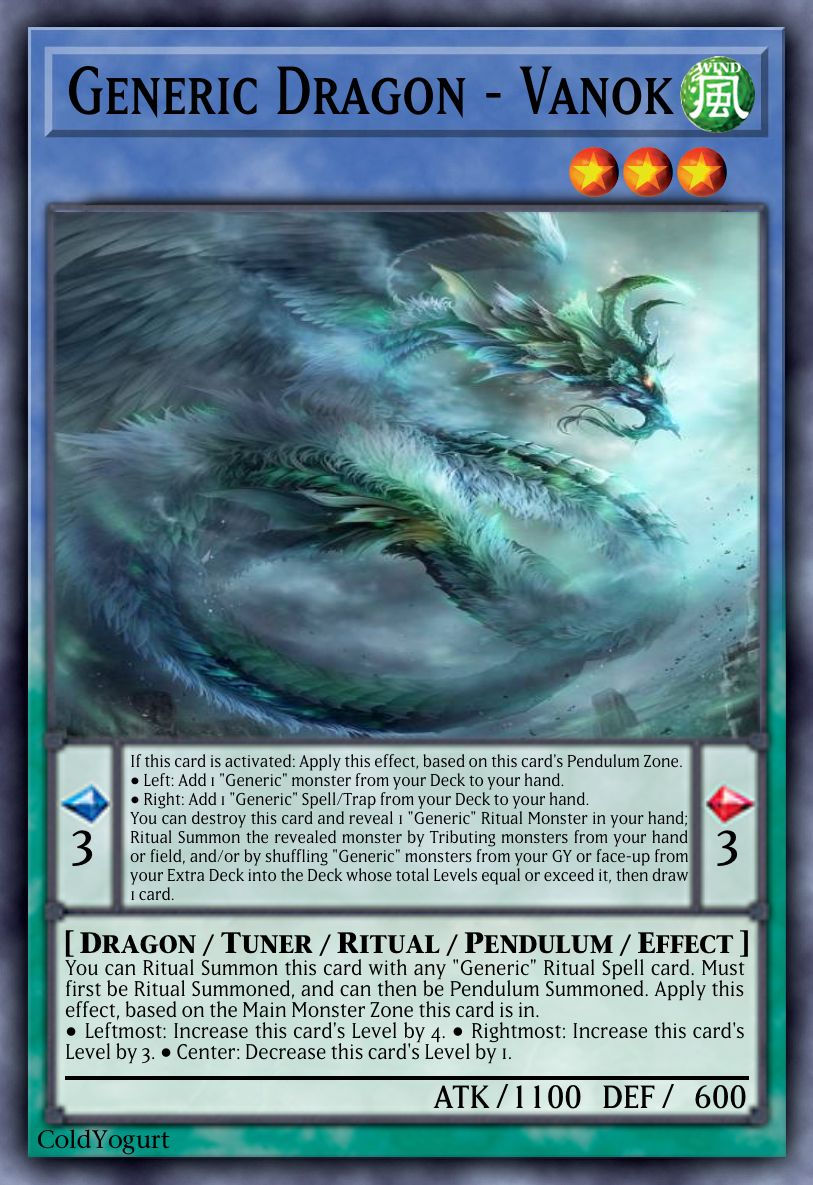 Generic Dragon - Vanok
WIND
風
If this card is activated: Apply this effect, based on this card's Pendulum Zone.
● Left: Add 1 "Generic" monster from your Deck to your hand.
● Right: Add 1 "Generic" Spell/Trap from your Deck to your hand.
You can destroy this card and reveal 1 "Generic" Ritual Monster in your hand;
Ritual Summon the revealed monster by Tributing monsters from your hand
or field, and/or by shuffling "Generic" monsters from your GY or face-up from
your Extra Deck into the Deck whose total Levels equal or exceed it, then draw
1 card.
3
3
[ Dragon / Tuner / Ritual / Pendulum / Effect ]
You can Ritual Summon this card with any "Generic" Ritual Spell card. Must
first be Ritual Summoned, and can then be Pendulum Summoned. Apply this
effect, based on the Main Monster Zone this card is in.
● Leftmost: Increase this card's Level by 4. ● Rightmost: Increase this card's
Level by 3. ● Center: Decrease this card's Level by 1.
ATK / 1100 DEF / 600
ColdYogurt